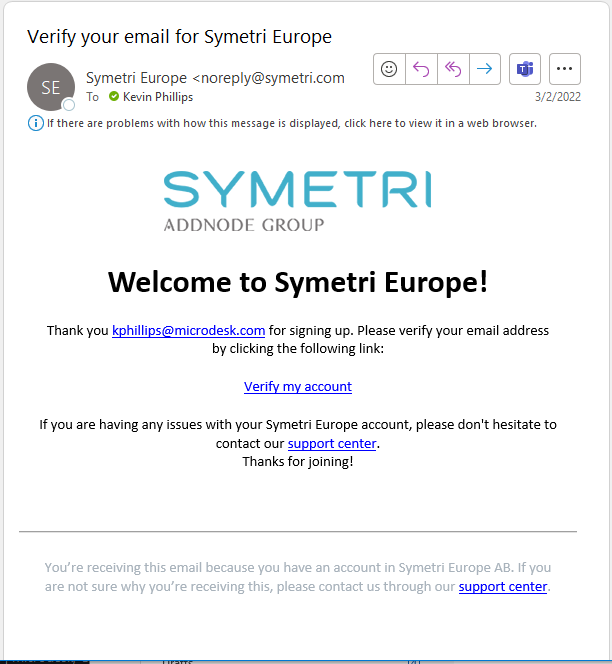 Verify your email for Symetri Europe
SE
Symetri Europe <noreply@symetri.com
To Kevin Phillips
3/2/2022
If there are problems with how this message is displayed, click here to view it in a web browser.
SYMETRI
ADDNODE GROUP
Welcome to Symetri Europe!
Thank you kphillips@microdesk.com for signing up. Please verify your email address
by clicking the following link:
Verify my account
If you are having any issues with your Symetri Europe account, please don't hesitate to
contact our support center.
Thanks for joining!
You're receiving this email because you have an account in Symetri Europe AB. If you
are not sure why you're receiving this, please contact us through our support center.